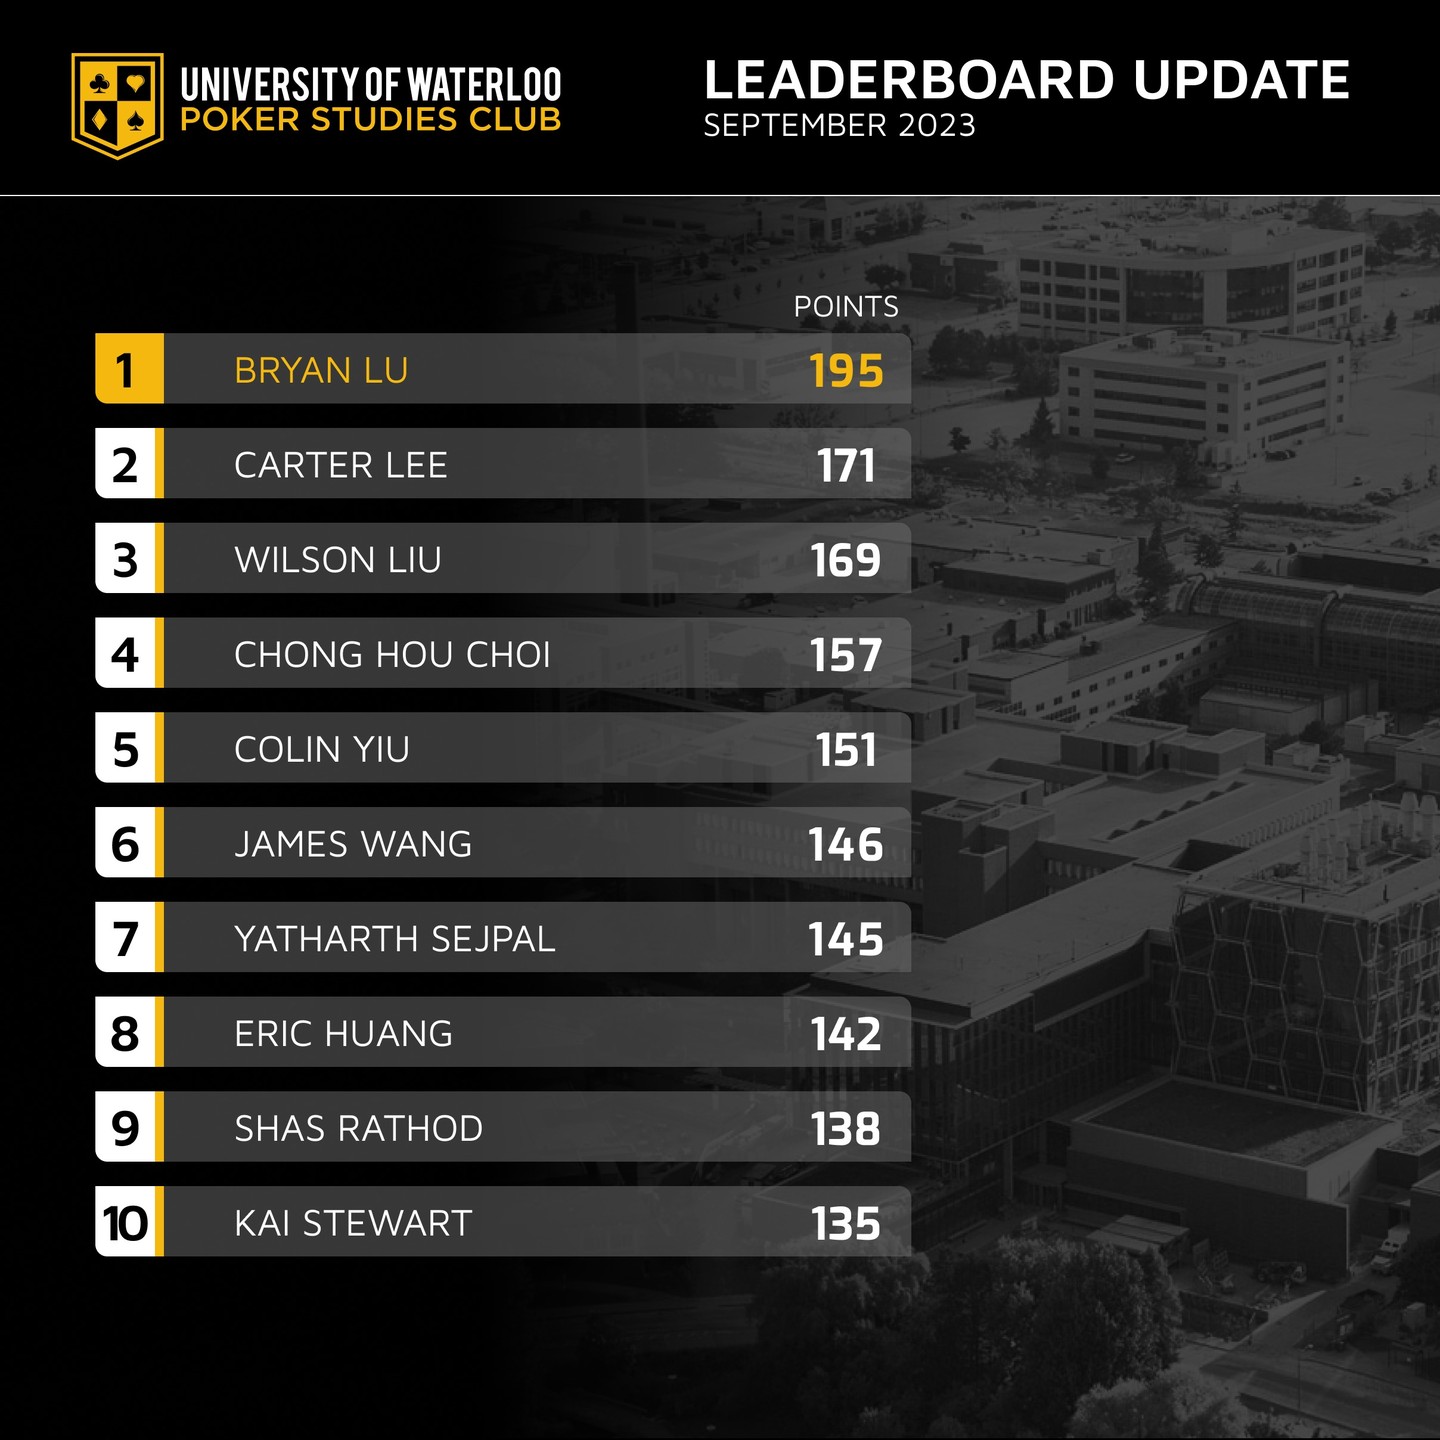 UNIVERSITY OF WATERLOO
POKER STUDIES CLUB
LEADERBOARD UPDATE
SEPTEMBER 2023
POINTS
1 BRYAN LU 195
2 CARTER LEE 171
3 WILSON LIU 169
4 CHONG HOU CHOI 157
5 COLIN YIU 151
6 JAMES WANG 146
7 YATHARTH SEJPAL 145
8 ERIC HUANG 142
9 SHAS RATHOD 138
10 KAI STEWART 135